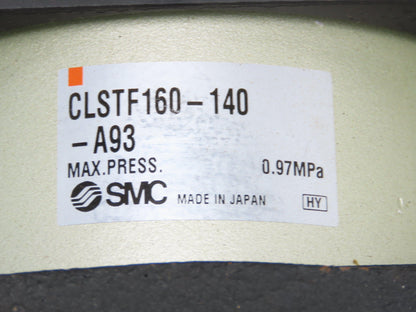 CLSTF160-140
-A93
MAX.PRESS. 0.97MPa
SMC MADE IN JAPAN HY